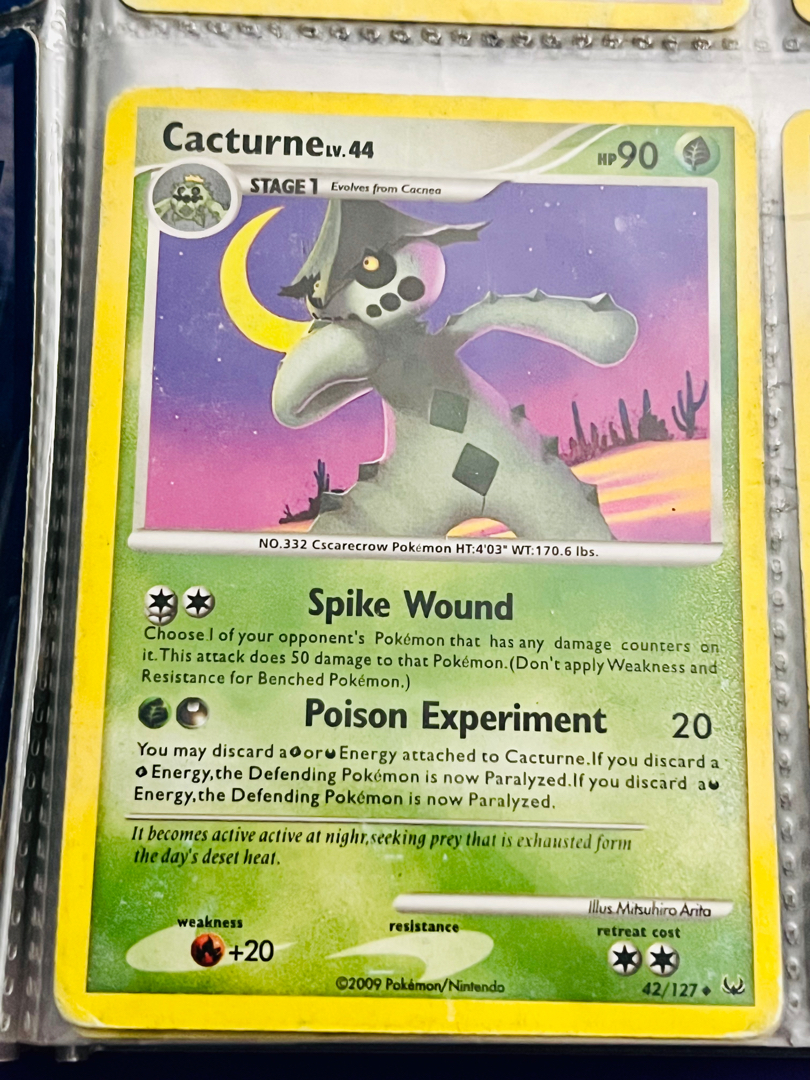 Cacturne LV.44 HP90
STAGE 1 Evolves from Cacnea
NO.332 Cscarecrow Pokémon HT:4'03" WT:170.6 lbs.
Spike Wound
Choose 1 of your opponent's Pokémon that has any damage counters on
it.This attack does 50 damage to that Pokémon.(Don't apply Weakness and
Resistance for Benched Pokémon.)
Poison Experiment 20
You may discard a or Energy attached to Cacturne.If you discard a
Energy,the Defending Pokémon is now Paralyzed.If you discard a
Energy,the Defending Pokémon is now Paralyzed.
It becomes active active at night,seeking prey that is exhausted form
the day's deset heat.
Illus.Mitsuhiro Arita
weakness resistance retreat cost
+20
©2009 Pokémon/Nintendo 42/127